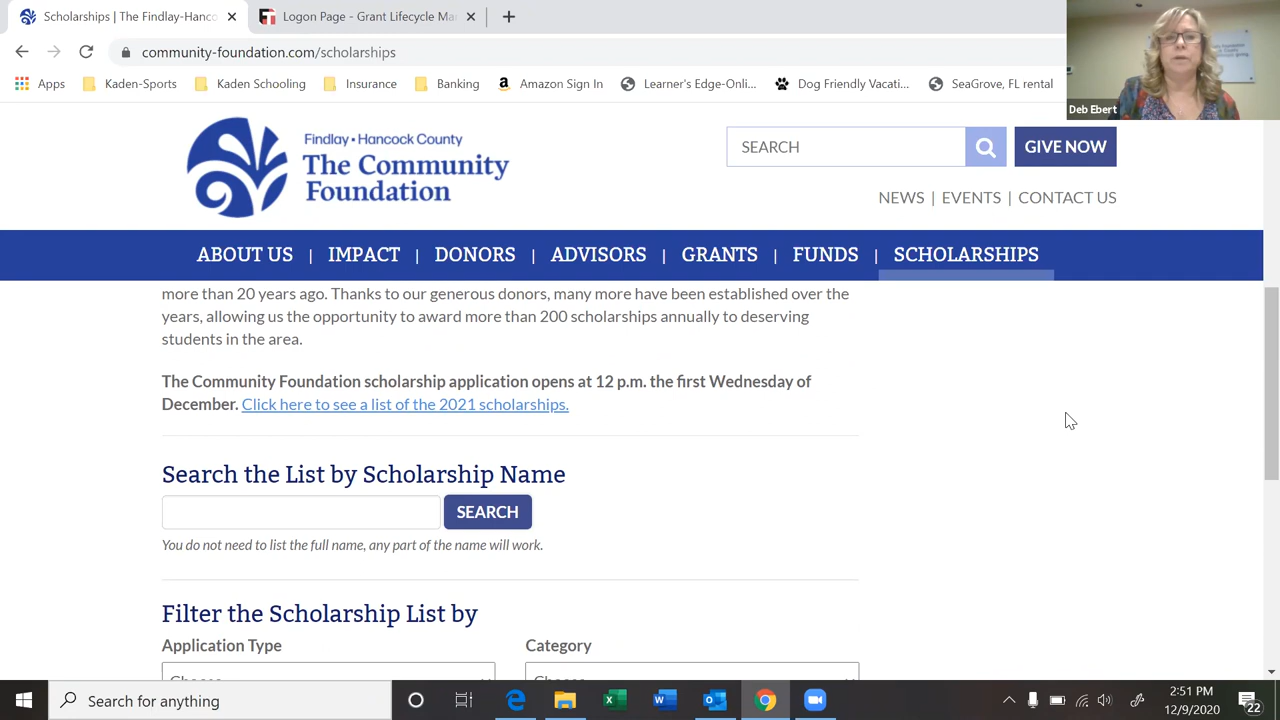 Scholarships | The Findlay-Hanco
Logon Page - Grant Lifecycle Ma
community-foundation.com/scholarships
Apps
Kaden-Sports
Kaden Schooling
Insurance
Banking
Amazon Sign In
Learner's Edge-Onli...
Dog Friendly Vacati...
SeaGrove, FL rental
Deb Ebert
Findlay • Hancock County
The Community
Foundation
SEARCH
GIVE NOW
NEWS | EVENTS | CONTACT US
ABOUT US | IMPACT | DONORS | ADVISORS | GRANTS | FUNDS | SCHOLARSHIPS
more than 20 years ago. Thanks to our generous donors, many more have been established over the
years, allowing us the opportunity to award more than 200 scholarships annually to deserving
students in the area.
The Community Foundation scholarship application opens at 12 p.m. the first Wednesday of
December. Click here to see a list of the 2021 scholarships.
Search the List by Scholarship Name
SEARCH
You do not need to list the full name, any part of the name will work.
Filter the Scholarship List by
Application Type
Category
Search for anything
2:51 PM
12/9/2020
22